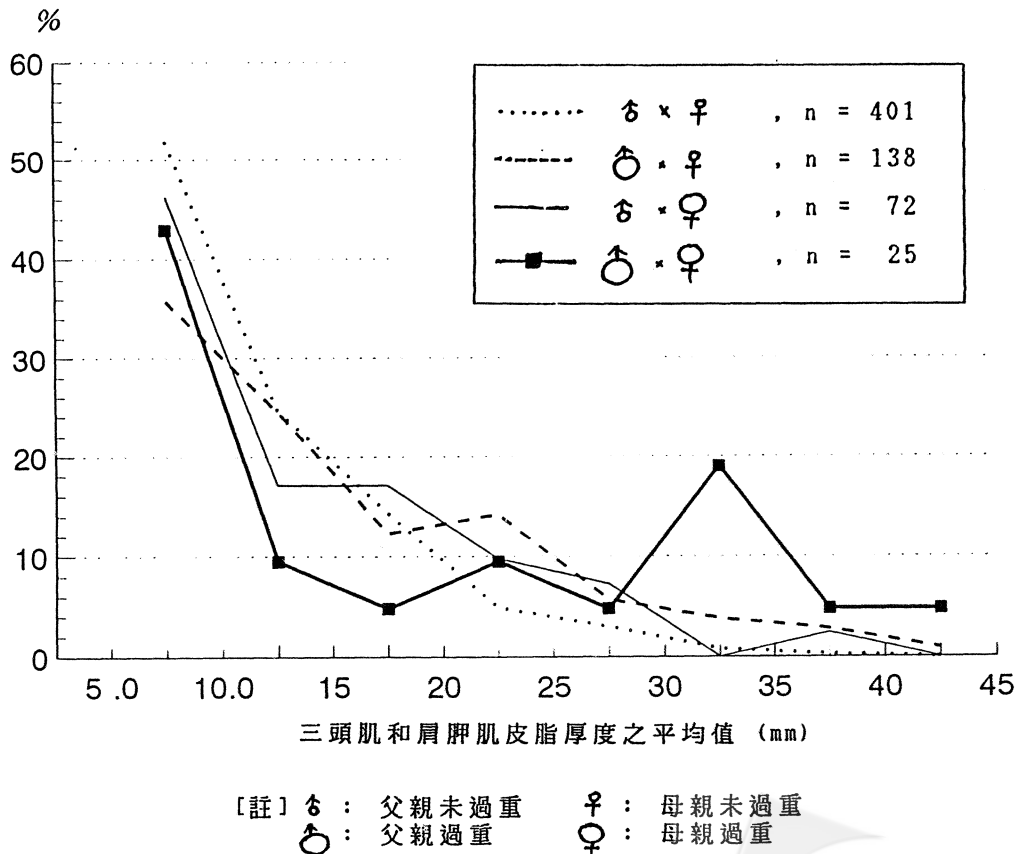 %
60
50
40
30
20
10
0
5.0 10.0 15 20 25 30 35 40 45
三頭肌和肩胛肌皮脂厚度之平均值 (mm)
♂ × ♀ , n = 401
♂ × ♀ , n = 138
♂ × ♀ , n = 72
♂ × ♀ , n = 25
[註] ♂ : 父親未過重 ♀ : 母親未過重
♂ : 父親過重 ♀ : 母親過重